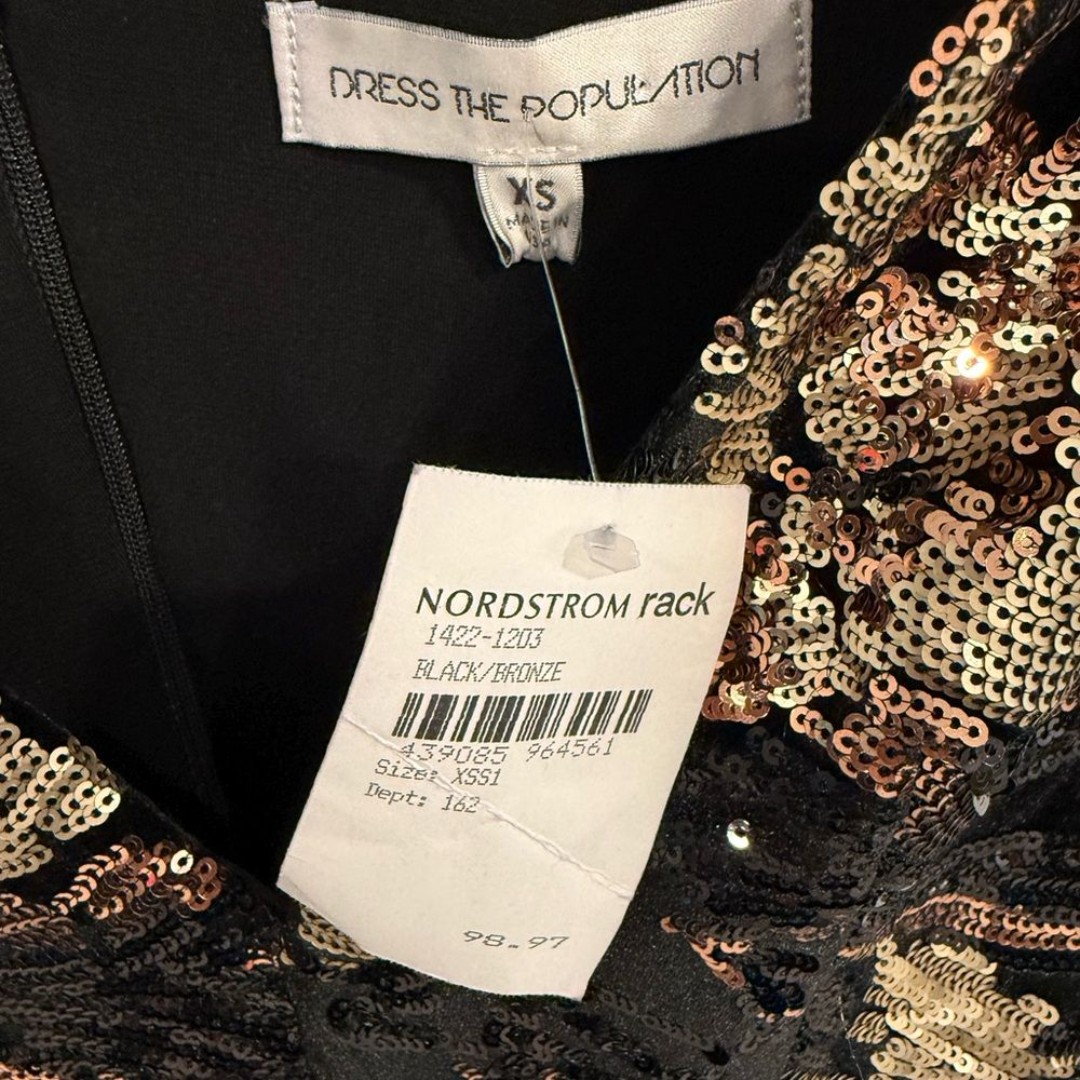 DRESS THE POPULATION
XS
MADE IN
NORDSTROM rack
1422-1203
BLACK/BRONZE
439085 964561
Size: XSS1
Dept: 162
98.97